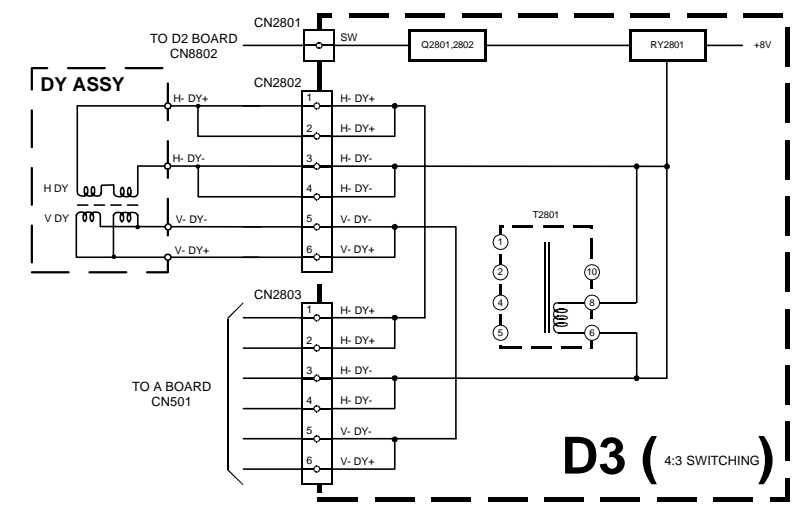 CN2801
TO D2 BOARD
CN8802
SW
Q2801,2802
RY2801
+8V
DY ASSY
CN2802
H- DY+
1
H- DY+
2
H- DY+
H- DY-
3
H- DY-
4
H- DY-
H DY
V DY
V- DY-
5
V- DY-
V- DY+
6
V- DY+
T2801
1
2
10
4
8
5
6
CN2803
1
H- DY+
2
H- DY+
3
H- DY-
4
H- DY-
5
V- DY-
6
V- DY+
TO A BOARD
CN501
D3 ( 4:3 SWITCHING )